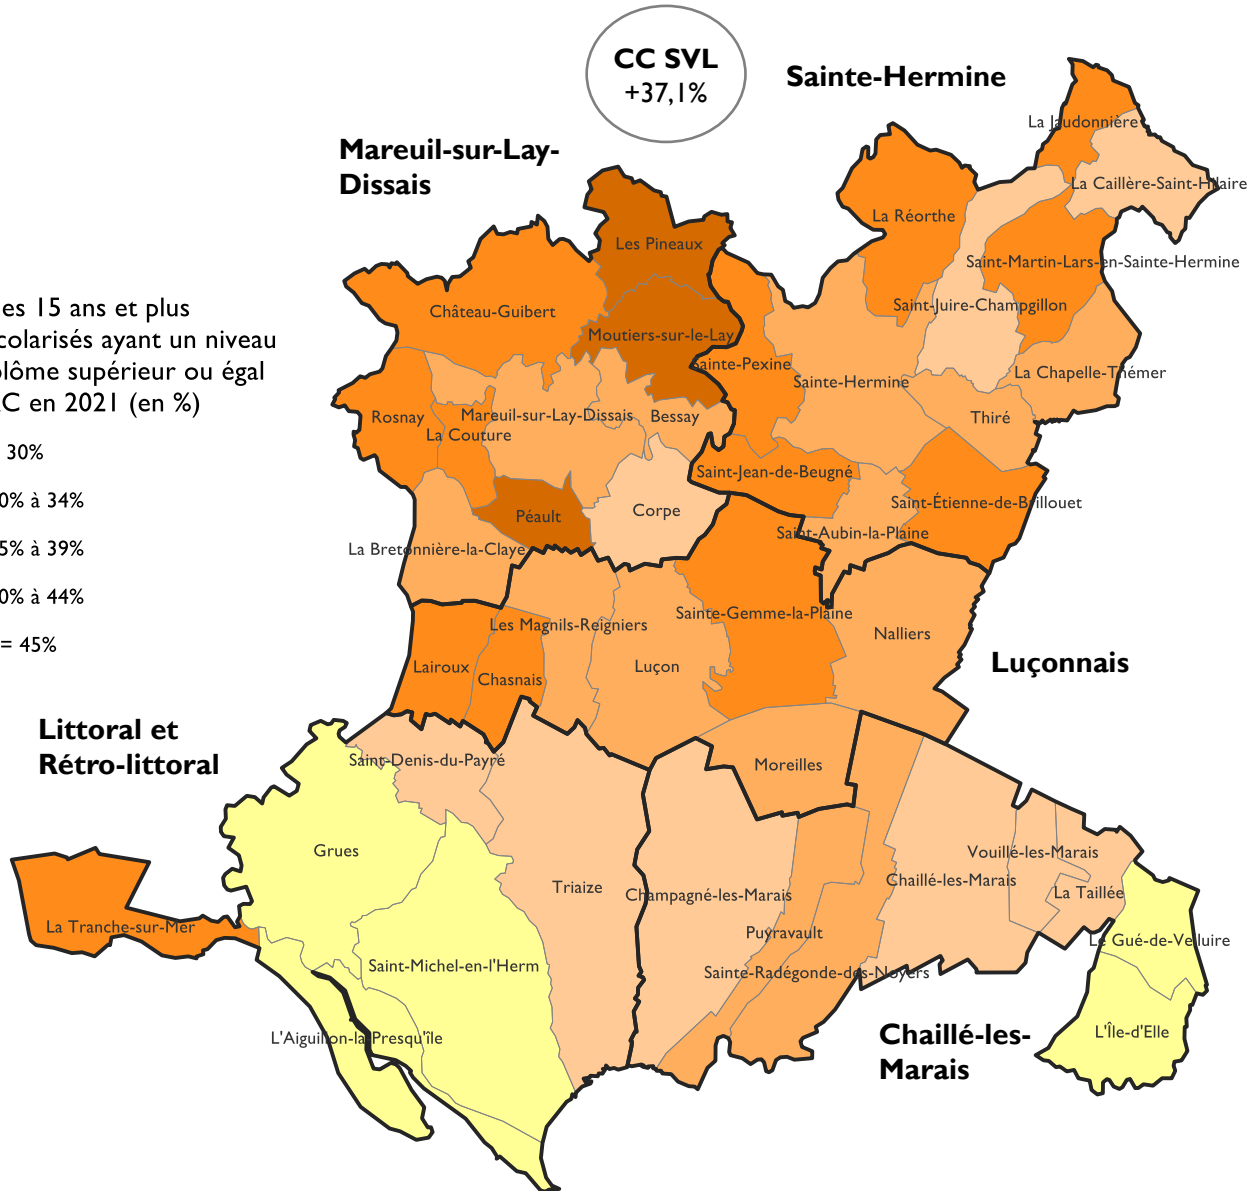 CC SVL
+37,1%
Sainte-Hermine
Mareuil-sur-Lay-
Dissais
La Jaudonnière
La Caillère-Saint-Hilaire
La Réorthe
Les Pineaux
Saint-Martin-Lars-en-Sainte-Hermine
Saint-Juire-Champgillon
Château-Guibert
Moutiers-sur-le-Lay
Sainte-Pexine
La Chapelle-Thémer
Sainte-Hermine
es 15 ans et plus
colarisés ayant un niveau
plôme supérieur ou égal
AC en 2021 (en %)
30%
0% à 34%
5% à 39%
0% à 44%
= 45%
Rosnay
Mareuil-sur-Lay-Dissais
Bessay
Thiré
La Couture
Saint-Jean-de-Beugné
Saint-Étienne-de-Brillouet
Péault
Corpe
Saint-Aubin-la-Plaine
La Bretonnière-la-Claye
Sainte-Gemme-la-Plaine
Les Magnils-Reigniers
Nalliers
Lairoux
Luçon
Luçonnais
Chasnais
Littoral et
Rétro-littoral
Saint-Denis-du-Payré
Moreilles
Grues
Vouillé-les-Marais
Triaize
Champagné-les-Marais
Chaillé-les-Marais
La Taillée
La Tranche-sur-Mer
Puyravault
Le Gué-de-Velluire
Saint-Michel-en-l'Herm
Sainte-Radégonde-des-Noyers
L'Aiguillon-la-Presqu'île
L'Île-d'Elle
Chaillé-les-
Marais